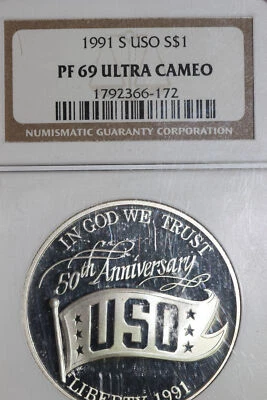 1991 S USO S$1
PF 69 ULTRA CAMEO
1792366-172
NUMISMATIC GUARANTY CORPORATION
IN GOD WE TRUST
50th Anniversary
USO
LIBERTY 1991